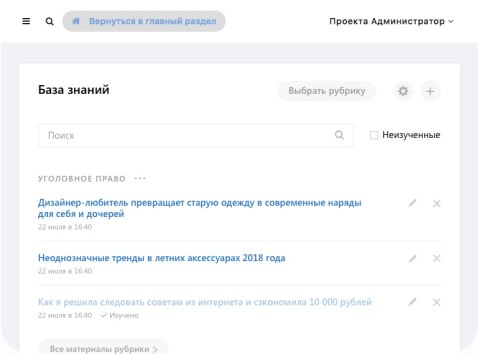 Вернуться в главный раздел
Проекта Администратор
База знаний
Выбрать рубрику
Поиск
Неизученные
УГОЛОВНОЕ ПРАВО
Дизайнер-любитель превращает старую одежду в современные наряды
для себя и дочерей
22 июля в 16:40
Неоднозначные тренды в летних аксессуарах 2018 года
22 июля в 16:40
Как я решила следовать советам из интернета и сэкономила 10 000 рублей
22 июля в 16:40 Изучено
Все материалы рубрики